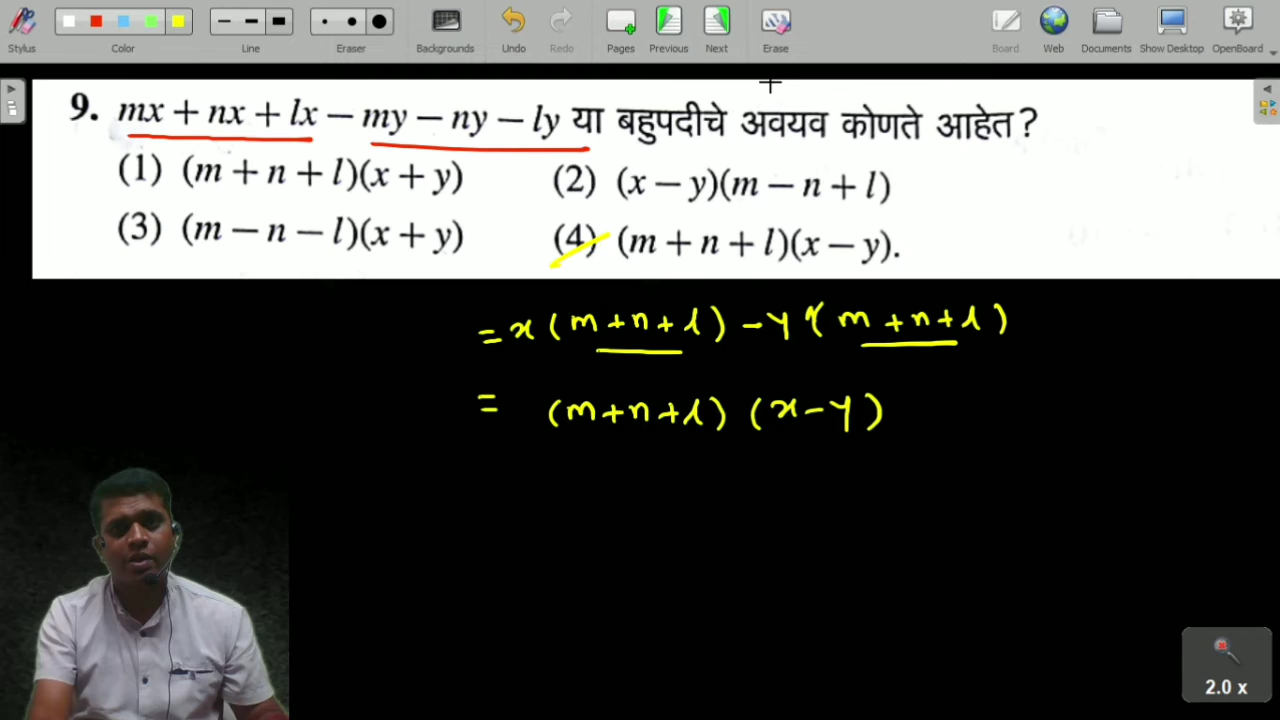 Stylus Color Line Eraser Backgrounds Undo Redo Pages Previous Next Erase Board Web Documents Show Desktop OpenBoard
9. mx + nx + lx − my − ny − ly या बहुपदीचे अवयव कोणते आहेत?
(1) (m + n + l)(x + y) (2) (x − y)(m − n + l)
(3) (m − n − l)(x + y) (4) (m + n + l)(x − y).
= x (m+n+l) − y (m+n+l)
= (m+n+l) (x−y)
2.0 x